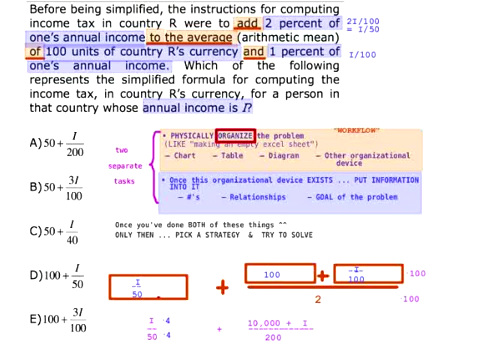 Before being simplified, the instructions for computing
income tax in country R were to add 2 percent of
one's annual income to the average (arithmetic mean)
of 100 units of country R's currency and 1 percent of
one's annual income. Which of the following
represents the simplified formula for computing the
income tax, in country R's currency, for a person in
that country whose annual income is I?
2I/100
= I/50
I/100
A) 50 + I/200
B) 50 + 3I/100
C) 50 + I/40
D) 100 + I/50
E) 100 + 3I/100
two
separate
tasks
"WORKFLOW"
• PHYSICALLY ORGANIZE the problem
(LIKE "making an empty excel sheet")
– Chart – Table – Diagram – Other organizational
device
• Once this organizational device EXISTS ... PUT INFORMATION
INTO IT
– #'s – Relationships – GOAL of the problem
Once you've done BOTH of these things ^^
ONLY THEN ... PICK A STRATEGY & TRY TO SOLVE
I/50 + 100 + I/100 ·100
2 ·100
I/50 ·4 ·4 + 10,000 + I
200